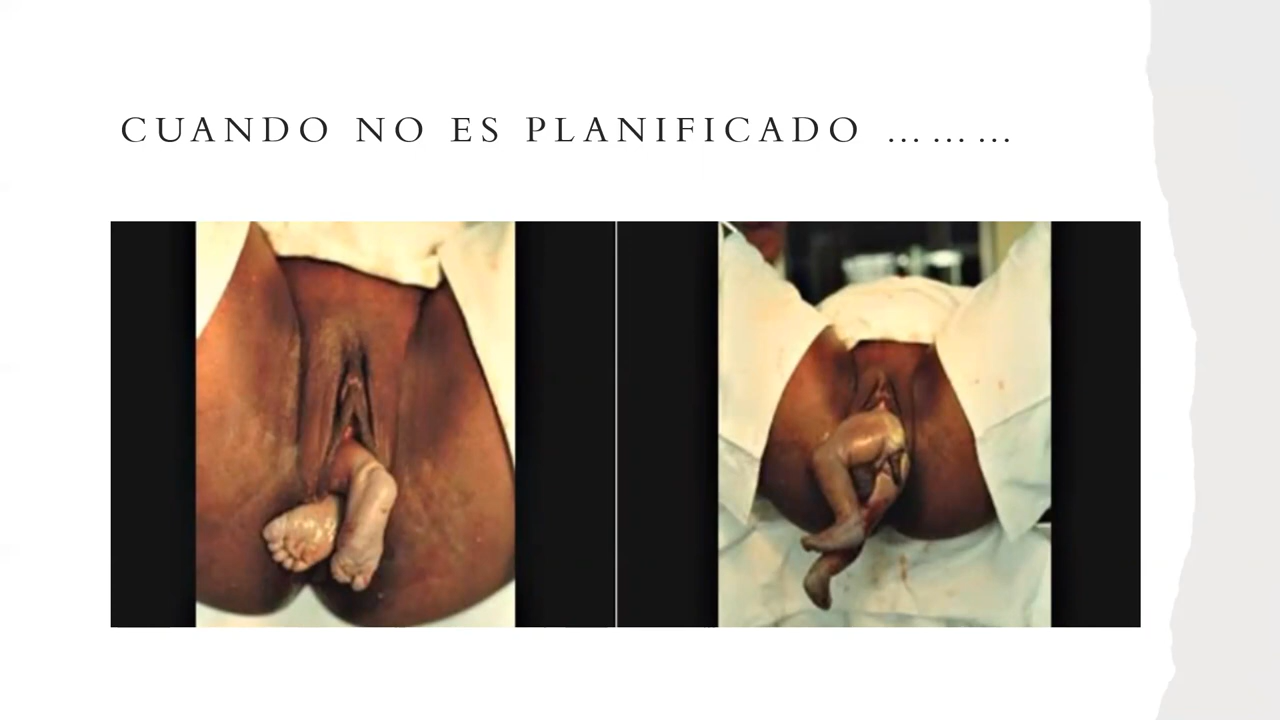 CUANDO NO ES PLANIFICADO ………